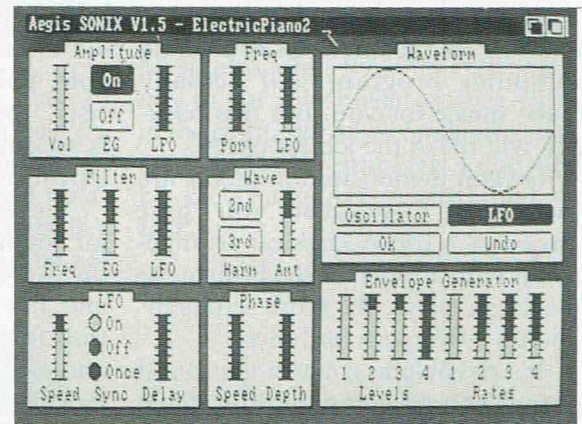 Aegis SONIX V1.5 - ElectricPiano2
Amplitude
On
Off
Vol EG LFO
Freq
Port LFO
Waveform
Oscillator LFO
Ok Undo
Filter
Freq EG LFO
Wave
2nd
3rd
Harm Amt
LFO
On
Off
Once
Speed Sync Delay
Phase
Speed Depth
Envelope Generator
1 2 3 4 1 2 3 4
Levels Rates